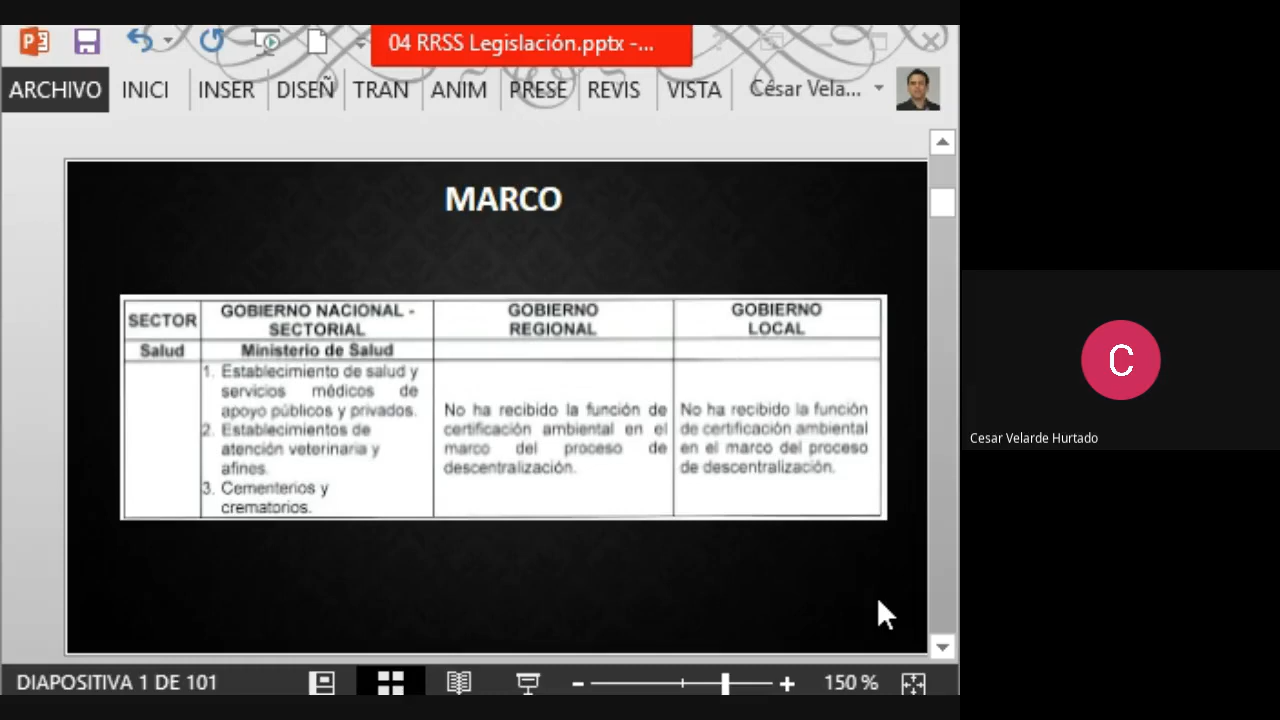 04 RRSS Legislación.pptx -...
ARCHIVO INICI INSER DISEÑ TRAN ANIM PRESE REVIS VISTA César Vela...
MARCO
SECTOR
GOBIERNO NACIONAL -
SECTORIAL
GOBIERNO
REGIONAL
GOBIERNO
LOCAL
Salud
Ministerio de Salud
1. Establecimiento de salud y
servicios médicos de
apoyo públicos y privados.
2. Establecimientos de
atención veterinaria y
afines.
3. Cementerios y
crematorios.
No ha recibido la función de
certificación ambiental en el
marco del proceso de
descentralización.
No ha recibido la función
de certificación ambiental
en el marco del proceso
de descentralización.
C
Cesar Velarde Hurtado
DIAPOSITIVA 1 DE 101
150 %